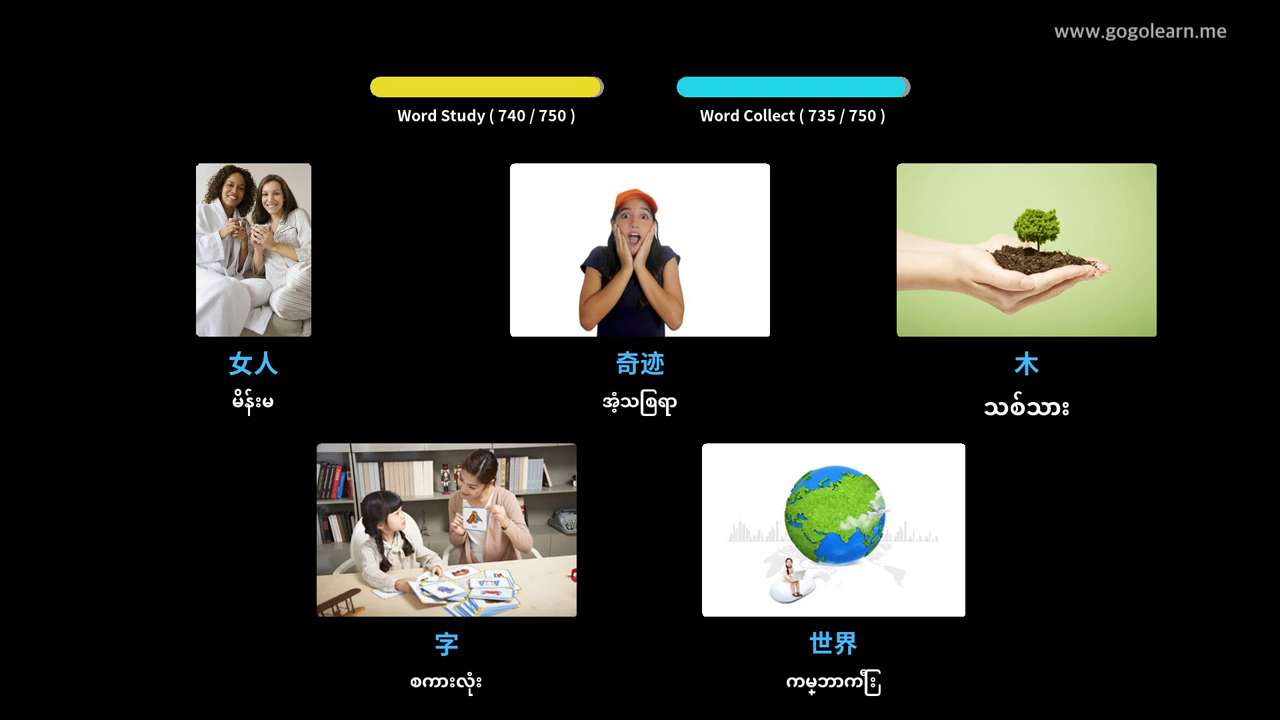 www.gogolearn.me
Word Study ( 740 / 750 )
Word Collect ( 735 / 750 )
女人
မိန်းမ
奇迹
အံ့သစြရာ
木
သစ်သား
字
စကားလုံး
世界
ကမ္ဘာကြီး